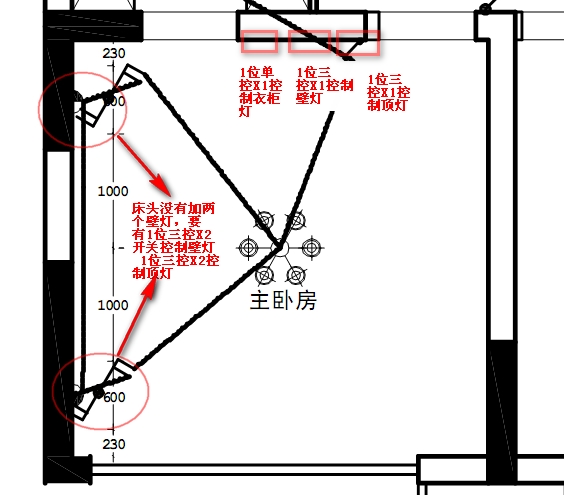 230
1位单
控X1控
制衣柜
灯
1位三
控X1控制
壁灯
1位三
控X1控
制顶灯
1000
床头没有加两
个壁灯，要
有1位三控X2
开关控制壁灯
1位三控X2控
制顶灯
主卧房
1000
600
230